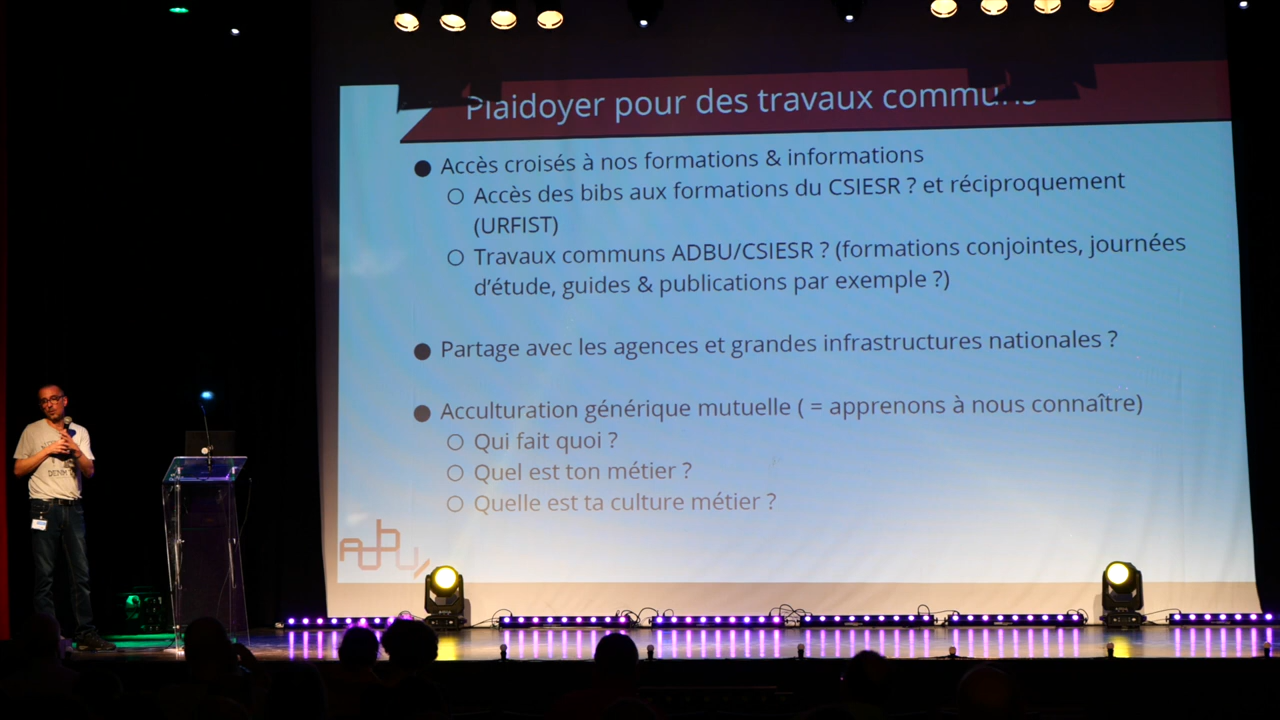 Plaidoyer pour des travaux communs
● Accès croisés à nos formations & informations
○ Accès des bibs aux formations du CSIESR ? et réciproquement
(URFIST)
○ Travaux communs ADBU/CSIESR ? (formations conjointes, journées
d'étude, guides & publications par exemple ?)
● Partage avec les agences et grandes infrastructures nationales ?
● Acculturation générique mutuelle ( = apprenons à nous connaître)
○ Qui fait quoi ?
○ Quel est ton métier ?
○ Quelle est ta culture métier ?
ADBU